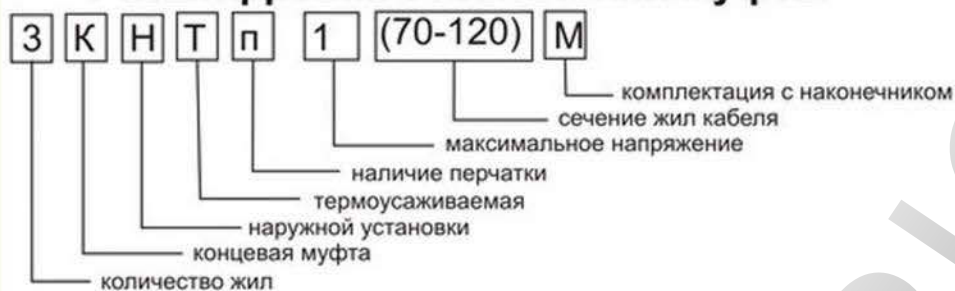 3 К Н Т п 1 (70-120) М
комплектация с наконечником
сечение жил кабеля
максимальное напряжение
наличие перчатки
термоусаживаемая
наружной установки
концевая муфта
количество жил